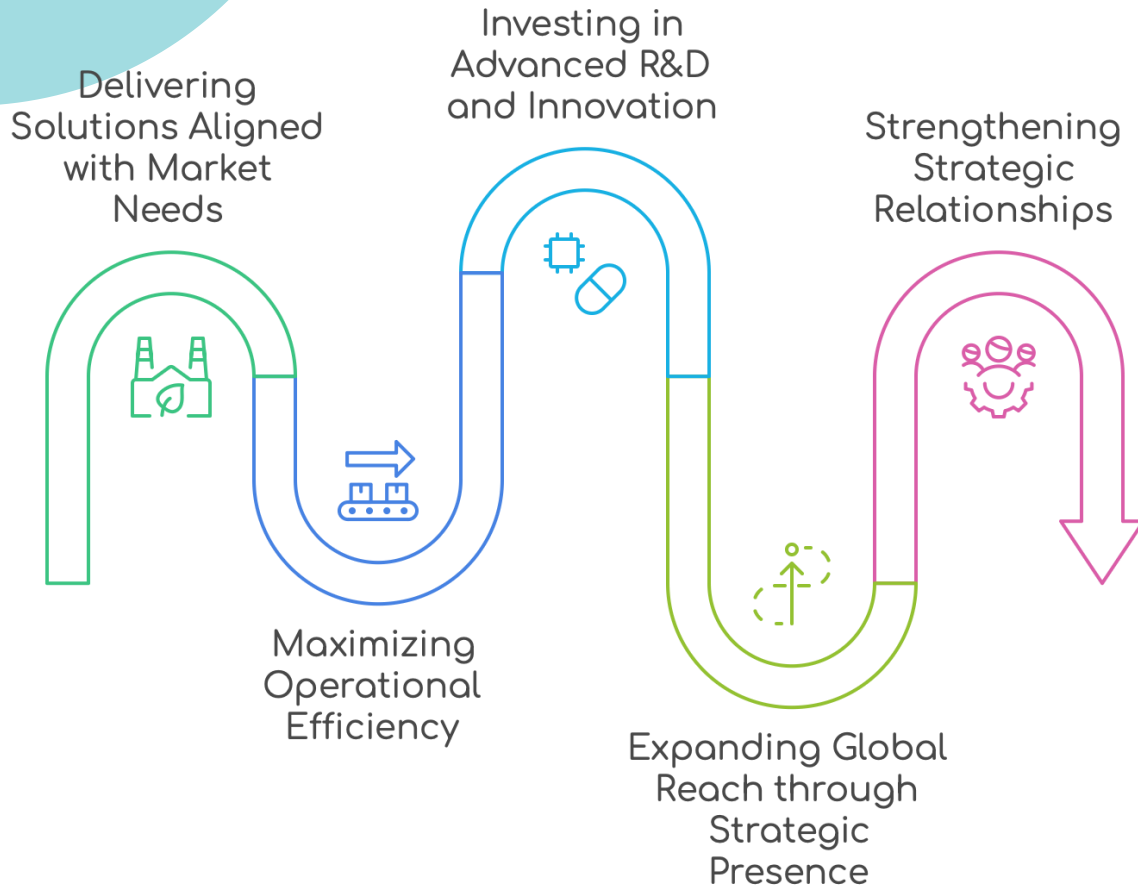 Delivering
Solutions Aligned
with Market
Needs
Maximizing
Operational
Efficiency
Investing in
Advanced R&D
and Innovation
Expanding Global
Reach through
Strategic
Presence
Strengthening
Strategic
Relationships